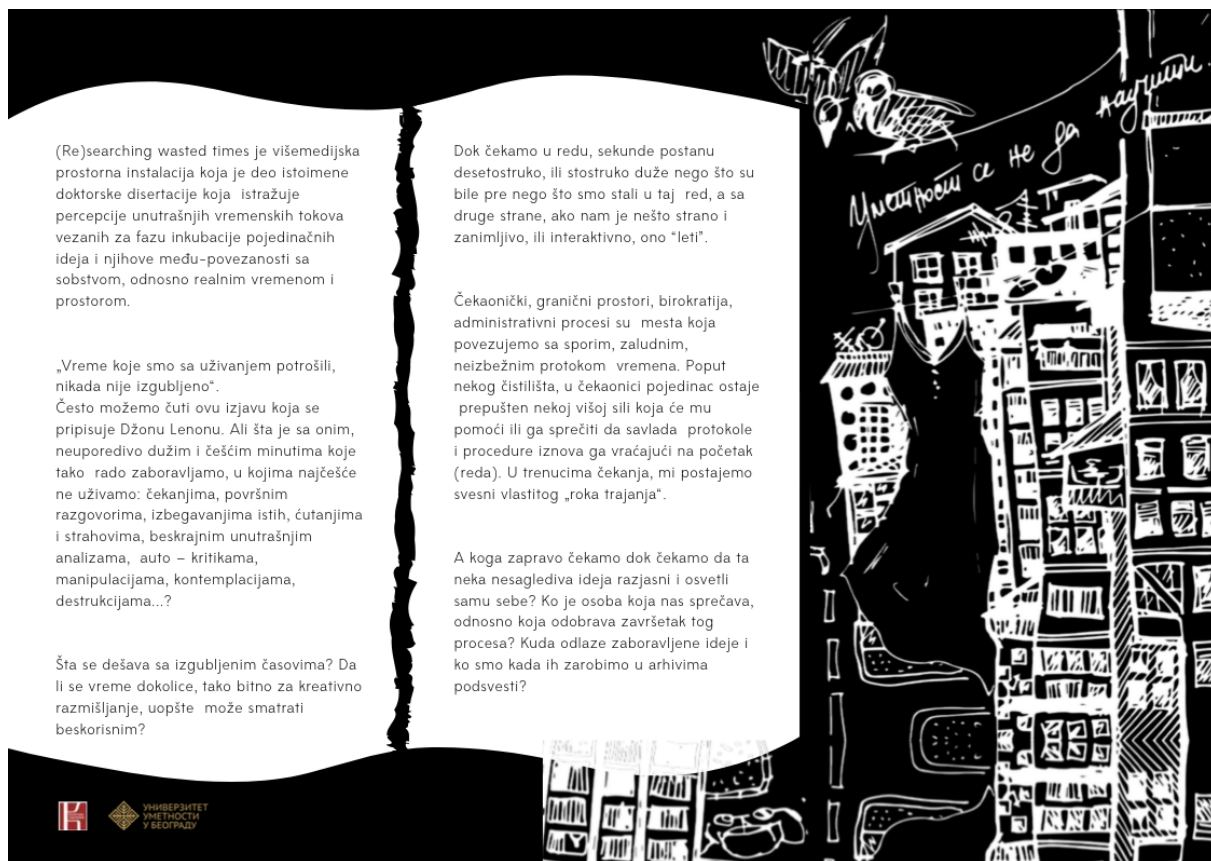 (Re)searching wasted times je višemedijska
prostorna instalacija koja je deo istoimene
doktorske disertacije koja istražuje
percepcije unutrašnjih vremenskih tokova
vezanih za fazu inkubacije pojedinačnih
ideja i njihove među-povezanosti sa
sobstvom, odnosno realnim vremenom i
prostorom.
„Vreme koje smo sa uživanjem potrošili,
nikada nije izgubljeno“.
Često možemo čuti ovu izjavu koja se
pripisuje Džonu Lenonu. Ali šta je sa onim,
neuporedivo dužim i češćim minutima koje
tako rado zaboravljamo, u kojima najčešće
ne uživamo: čekanjima, površnim
razgovorima, izbegavanjima istih, ćutanjima
i strahovima, beskrajnim unutrašnjim
analizama, auto – kritikama,
manipulacijama, kontemplacijama,
destrukcijama...?
Šta se dešava sa izgubljenim časovima? Da
li se vreme dokolice, tako bitno za kreativno
razmišljanje, uopšte može smatrati
beskorisnim?
Dok čekamo u redu, sekunde postanu
desetostruko, ili stostruko duže nego što su
bile pre nego što smo stali u taj red, a sa
druge strane, ako nam je nešto strano i
zanimljivo, ili interaktivno, ono “leti”.
Čekaonički, granični prostori, birokratija,
administrativni procesi su mesta koja
povezujemo sa sporim, zaludnim,
neizbežnim protokom vremena. Poput
nekog čistilišta, u čekaonici pojedinac ostaje
prepušten nekoj višoj sili koja će mu
pomoći ili ga sprečiti da savlada protokole
i procedure iznova ga vraćajući na početak
(reda). U trenucima čekanja, mi postajemo
svesni vlastitog „roka trajanja“.
A koga zapravo čekamo dok čekamo da ta
neka nesaglediva ideja razjasni i osvetli
samu sebe? Ko je osoba koja nas sprečava,
odnosno koja odobrava završetak tog
procesa? Kuda odlaze zaboravljene ideje i
ko smo kada ih zarobimo u arhivima
podsvesti?
Уметност се не да научити.
УНИВЕРЗИТЕТ
УМЕТНОСТИ
У БЕОГРАДУ